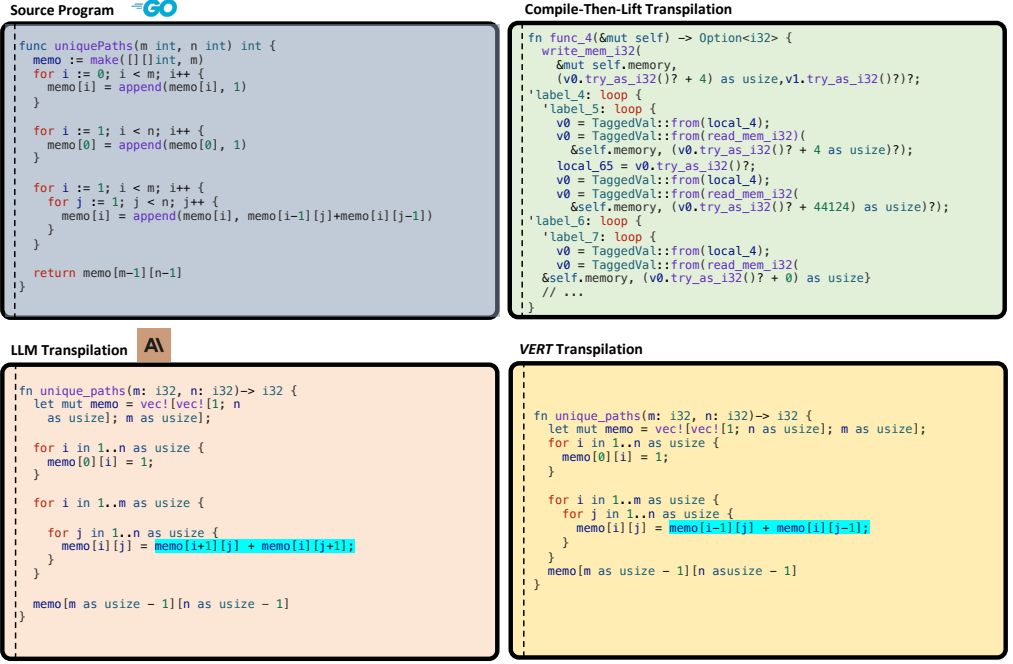 Source Program GO
func uniquePaths(m int, n int) int {
memo := make([][]int, m)
for i := 0; i < m; i++ {
memo[i] = append(memo[i], 1)
}
for i := 1; i < n; i++ {
memo[0] = append(memo[0], 1)
}
for i := 1; i < m; i++ {
for j := 1; j < n; j++ {
memo[i] = append(memo[i], memo[i-1][j]+memo[i][j-1])
}
}
return memo[m-1][n-1]
}
Compile-Then-Lift Transpilation
fn func_4(&mut self) -> Option<i32> {
write_mem_i32(
&mut self.memory,
(v0.try_as_i32()? + 4) as usize,v1.try_as_i32()?)?;
'label_4: loop {
'label_5: loop {
v0 = TaggedVal::from(local_4);
v0 = TaggedVal::from(read_mem_i32)(
&self.memory, (v0.try_as_i32()? + 4 as usize)?);
local_65 = v0.try_as_i32()?;
v0 = TaggedVal::from(local_4);
v0 = TaggedVal::from(read_mem_i32(
&self.memory, (v0.try_as_i32()? + 44124) as usize)?);
'label_6: loop {
'label_7: loop {
v0 = TaggedVal::from(local_4);
v0 = TaggedVal::from(read_mem_i32(
&self.memory, (v0.try_as_i32()? + 0) as usize}
// ...
}
LLM Transpilation A\
fn unique_paths(m: i32, n: i32)-> i32 {
let mut memo = vec![vec![1; n
as usize]; m as usize];
for i in 1..n as usize {
memo[0][i] = 1;
}
for i in 1..m as usize {
for j in 1..n as usize {
memo[i][j] = memo[i+1][j] + memo[i][j+1];
}
}
memo[m as usize - 1][n as usize - 1]
}
VERT Transpilation
fn unique_paths(m: i32, n: i32)-> i32 {
let mut memo = vec![vec![1; n as usize]; m as usize];
for i in 1..n as usize {
memo[0][i] = 1;
}
for i in 1..m as usize {
for j in 1..n as usize {
memo[i][j] = memo[i-1][j] + memo[i][j-1];
}
}
memo[m as usize - 1][n asusize - 1]
}